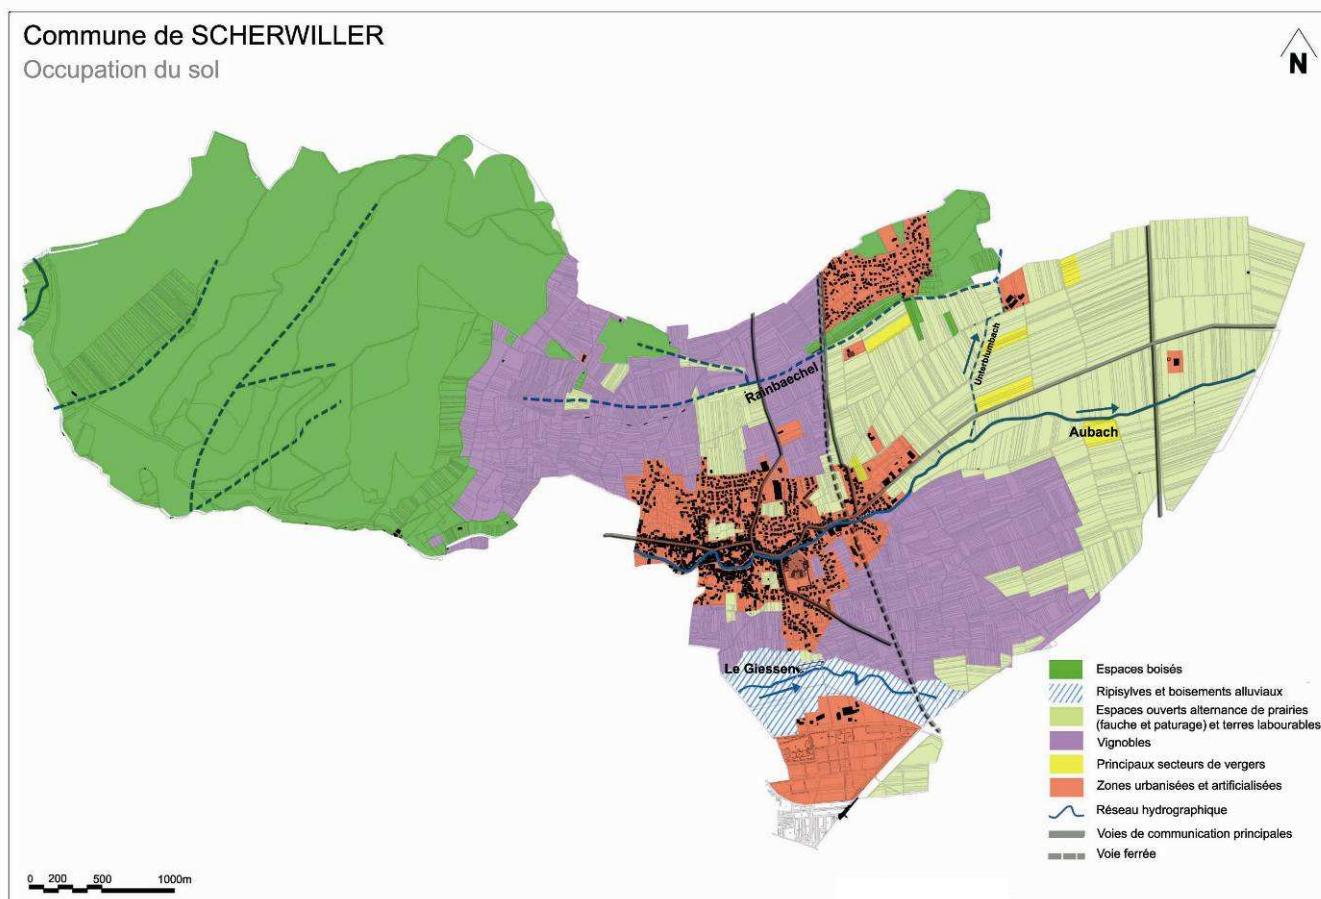 Commune de SCHERWILLER
Occupation du sol
N
Rainbaechel
Unterblumbach
Aubach
Le Giessen
Espaces boisés
Ripisylves et boisements alluviaux
Espaces ouverts alternance de prairies
(fauche et paturage) et terres labourables
Vignobles
Principaux secteurs de vergers
Zones urbanisées et artificialisées
Réseau hydrographique
Voies de communication principales
Voie ferrée
0 200 500 1000m